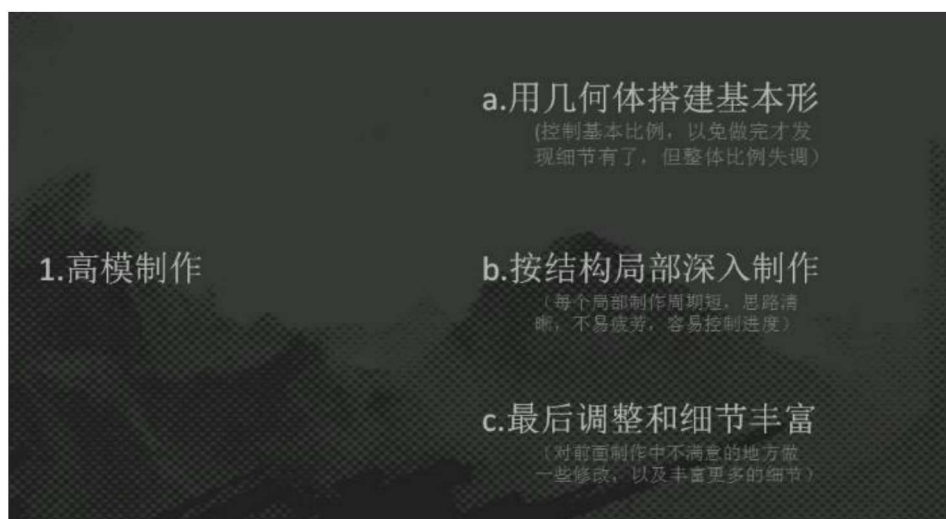 a.用几何体搭建基本形
(控制基本比例，以免做完才发
现细节有了，但整体比例失调）
1.高模制作
b.按结构局部深入制作
（每个局部制作周期短，思路清
晰，不易疲劳，容易控制进度）
c.最后调整和细节丰富
（对前面制作中不满意的地方做
一些修改，以及丰富更多的细节）